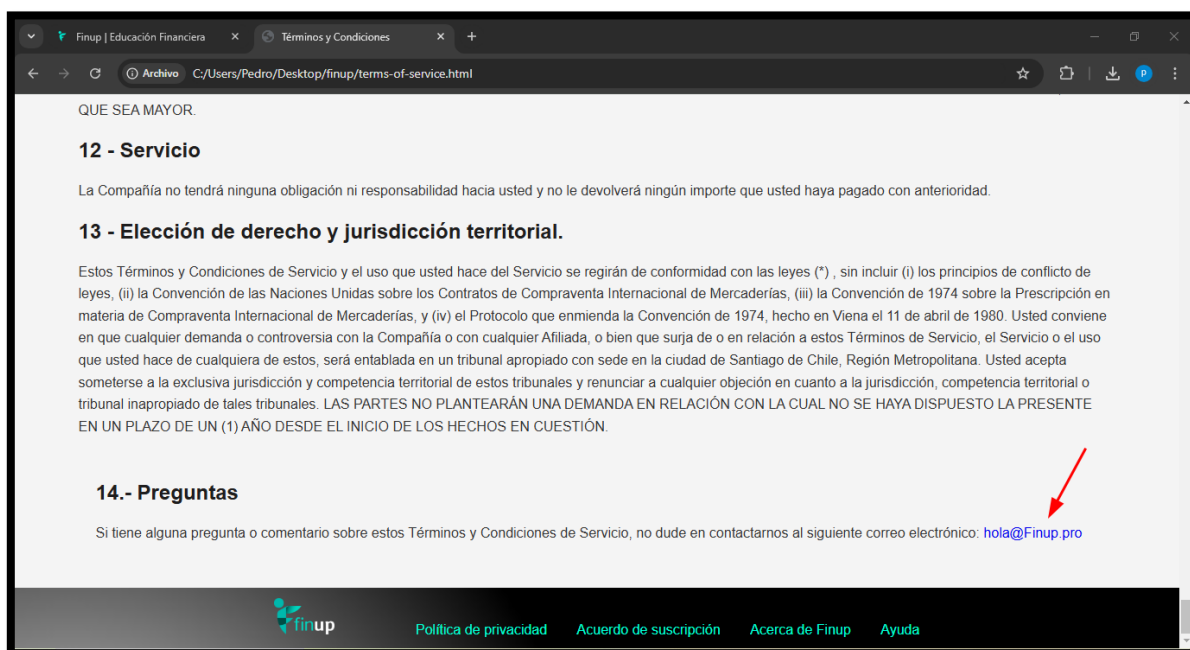 Finup | Educación Financiera
Términos y Condiciones
Archivo C:/Users/Pedro/Desktop/finup/terms-of-service.html
P
QUE SEA MAYOR.
12 - Servicio
La Compañía no tendrá ninguna obligación ni responsabilidad hacia usted y no le devolverá ningún importe que usted haya pagado con anterioridad.
13 - Elección de derecho y jurisdicción territorial.
Estos Términos y Condiciones de Servicio y el uso que usted hace del Servicio se regirán de conformidad con las leyes (*) , sin incluir (i) los principios de conflicto de
leyes, (ii) la Convención de las Naciones Unidas sobre los Contratos de Compraventa Internacional de Mercaderías, (iii) la Convención de 1974 sobre la Prescripción en
materia de Compraventa Internacional de Mercaderías, y (iv) el Protocolo que enmienda la Convención de 1974, hecho en Viena el 11 de abril de 1980. Usted conviene
en que cualquier demanda o controversia con la Compañía o con cualquier Afiliada, o bien que surja de o en relación a estos Términos de Servicio, el Servicio o el uso
que usted hace de cualquiera de estos, será entablada en un tribunal apropiado con sede en la ciudad de Santiago de Chile, Región Metropolitana. Usted acepta
someterse a la exclusiva jurisdicción y competencia territorial de estos tribunales y renunciar a cualquier objeción en cuanto a la jurisdicción, competencia territorial o
tribunal inapropiado de tales tribunales. LAS PARTES NO PLANTEARÁN UNA DEMANDA EN RELACIÓN CON LA CUAL NO SE HAYA DISPUESTO LA PRESENTE
EN UN PLAZO DE UN (1) AÑO DESDE EL INICIO DE LOS HECHOS EN CUESTIÓN.
14.- Preguntas
Si tiene alguna pregunta o comentario sobre estos Términos y Condiciones de Servicio, no dude en contactarnos al siguiente correo electrónico: hola@Finup.pro
finup
Política de privacidad
Acuerdo de suscripción
Acerca de Finup
Ayuda